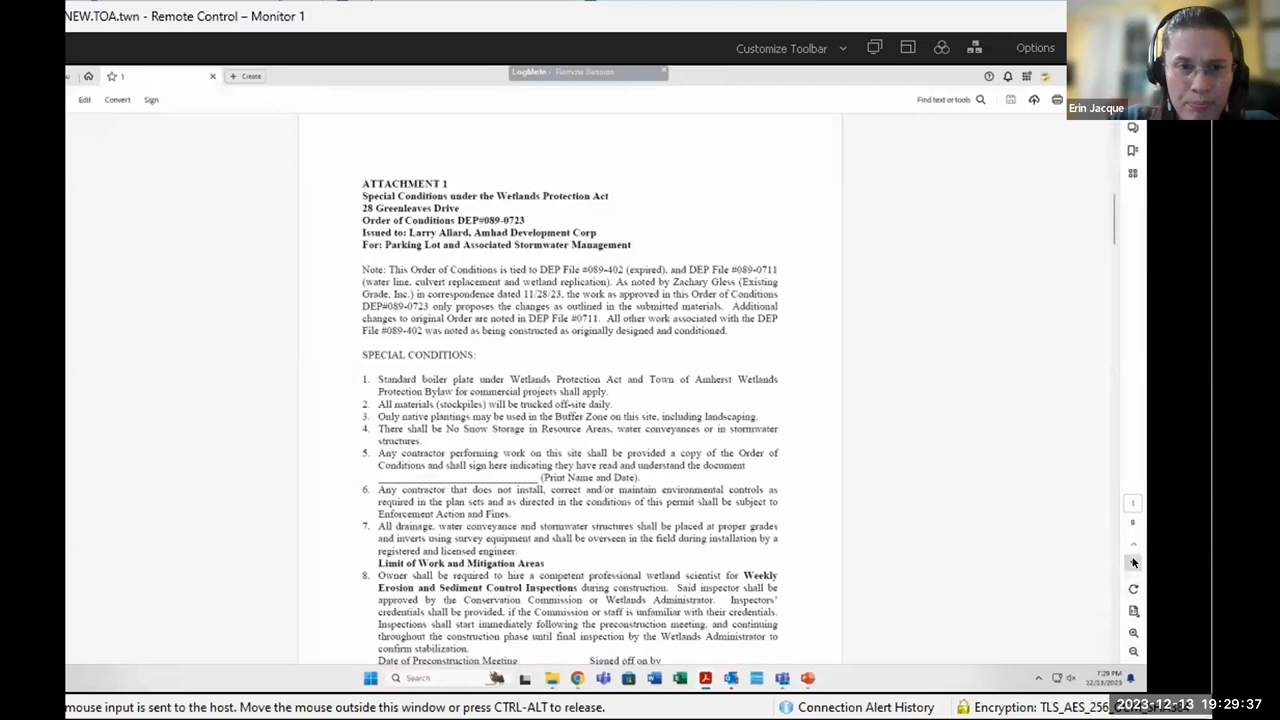 NEW.TOA.twn - Remote Control – Monitor 1
Customize Toolbar
Options
1
+ Create
LogMeIn - Remote Session
Edit Convert Sign
Find text or tools
Erin Jacque
ATTACHMENT 1
Special Conditions under the Wetlands Protection Act
28 Greenleaves Drive
Order of Conditions DEP#089-0723
Issued to: Larry Allard, Amhad Development Corp
For: Parking Lot and Associated Stormwater Management
Note: This Order of Conditions is tied to DEP File #089-402 (expired), and DEP File #089-0711
(water line, culvert replacement and wetland replication). As noted by Zachary Gless (Existing
Grade, Inc.) in correspondence dated 11/28/23, the work as approved in this Order of Conditions
DEP#089-0723 only proposes the changes as outlined in the submitted materials. Additional
changes to original Order are noted in DEP File #0711. All other work associated with the DEP
File #089-402 was noted as being constructed as originally designed and conditioned.
SPECIAL CONDITIONS:
1. Standard boiler plate under Wetlands Protection Act and Town of Amherst Wetlands
Protection Bylaw for commercial projects shall apply.
2. All materials (stockpiles) will be trucked off-site daily.
3. Only native plantings may be used in the Buffer Zone on this site, including landscaping.
4. There shall be No Snow Storage in Resource Areas, water conveyances or in stormwater
structures.
5. Any contractor performing work on this site shall be provided a copy of the Order of
Conditions and shall sign here indicating they have read and understand the document
(Print Name and Date).
6. Any contractor that does not install, correct and/or maintain environmental controls as
required in the plan sets and as directed in the conditions of this permit shall be subject to
Enforcement Action and Fines.
7. All drainage, water conveyance and stormwater structures shall be placed at proper grades
and inverts using survey equipment and shall be overseen in the field during installation by a
registered and licensed engineer.
Limit of Work and Mitigation Areas
8. Owner shall be required to hire a competent professional wetland scientist for Weekly
Erosion and Sediment Control Inspections during construction. Said inspector shall be
approved by the Conservation Commission or Wetlands Administrator. Inspectors'
credentials shall be provided, if the Commission or staff is unfamiliar with their credentials.
Inspections shall start immediately following the preconstruction meeting, and continuing
throughout the construction phase until final inspection by the Wetlands Administrator to
confirm stabilization.
Date of Preconstruction Meeting Signed off on by
1
8
Search
7:29 PM
12/13/2023
mouse input is sent to the host. Move the mouse outside this window or press CTRL-ALT to release.
Connection Alert History
Encryption: TLS_AES_256_
2023-12-13 19:29:37